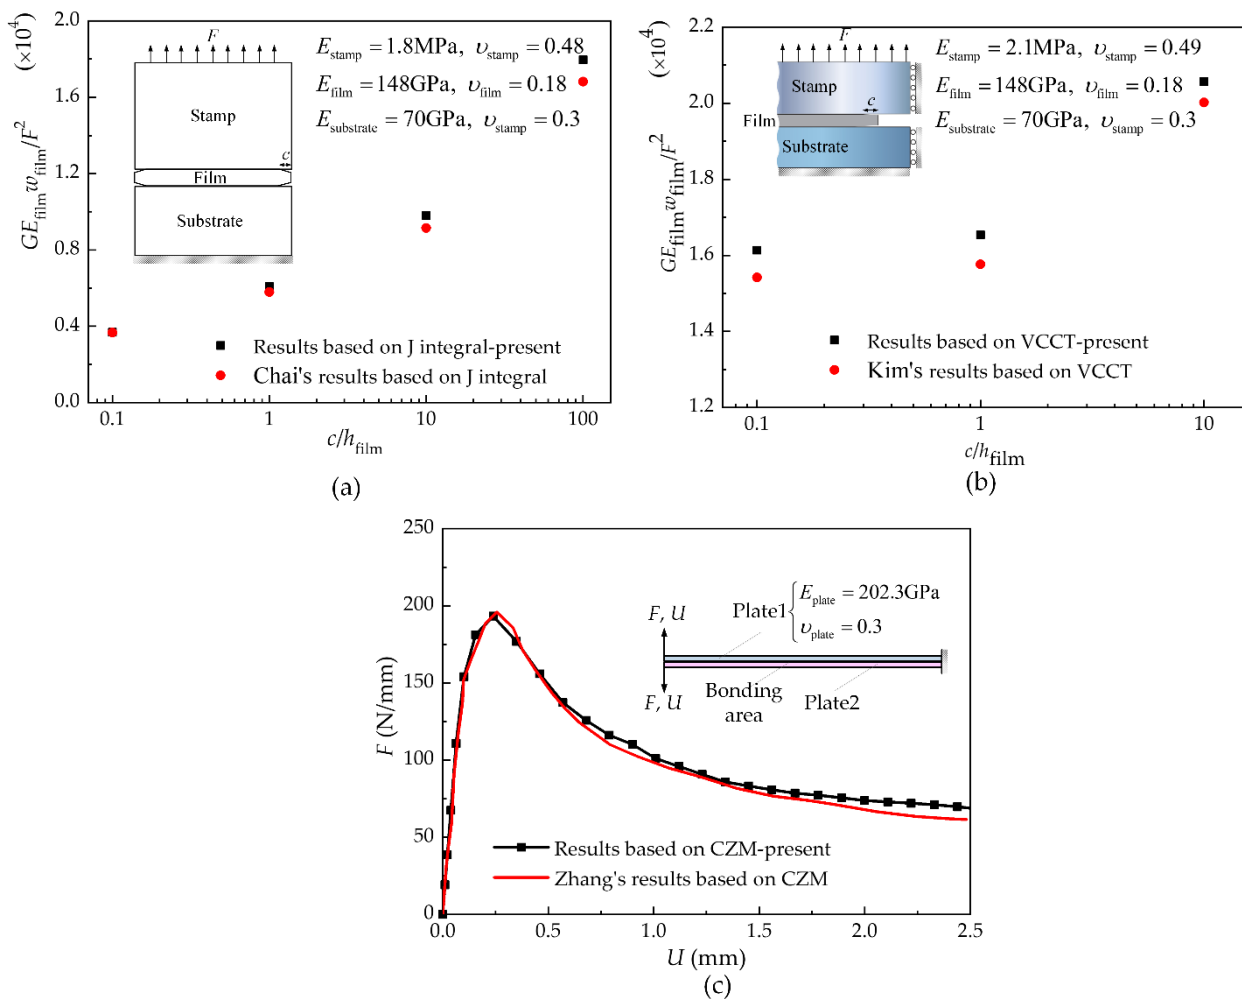 (×10⁴)
2.0
1.6
1.2
0.8
0.4
0.0
GE_film w_film/F²
F
Stamp
c
Film
Substrate
E_stamp = 1.8MPa, υ_stamp = 0.48
E_film = 148GPa, υ_film = 0.18
E_substrate = 70GPa, υ_stamp = 0.3
Results based on J integral-present
Chai's results based on J integral
0.1 1 10 100
c/h_film
(a)
(×10⁴)
2.2
2.0
1.8
1.6
1.4
1.2
GE_film w_film/F²
F
Stamp
c
Film
Substrate
E_stamp = 2.1MPa, υ_stamp = 0.49
E_film = 148GPa, υ_film = 0.18
E_substrate = 70GPa, υ_stamp = 0.3
Results based on VCCT-present
Kim's results based on VCCT
0.1 1 10
c/h_film
(b)
250
200
150
100
50
0
F (N/mm)
F, U
F, U
Plate1
E_plate = 202.3GPa
υ_plate = 0.3
Bonding
area
Plate2
Results based on CZM-present
Zhang's results based on CZM
0.0 0.5 1.0 1.5 2.0 2.5
U (mm)
(c)